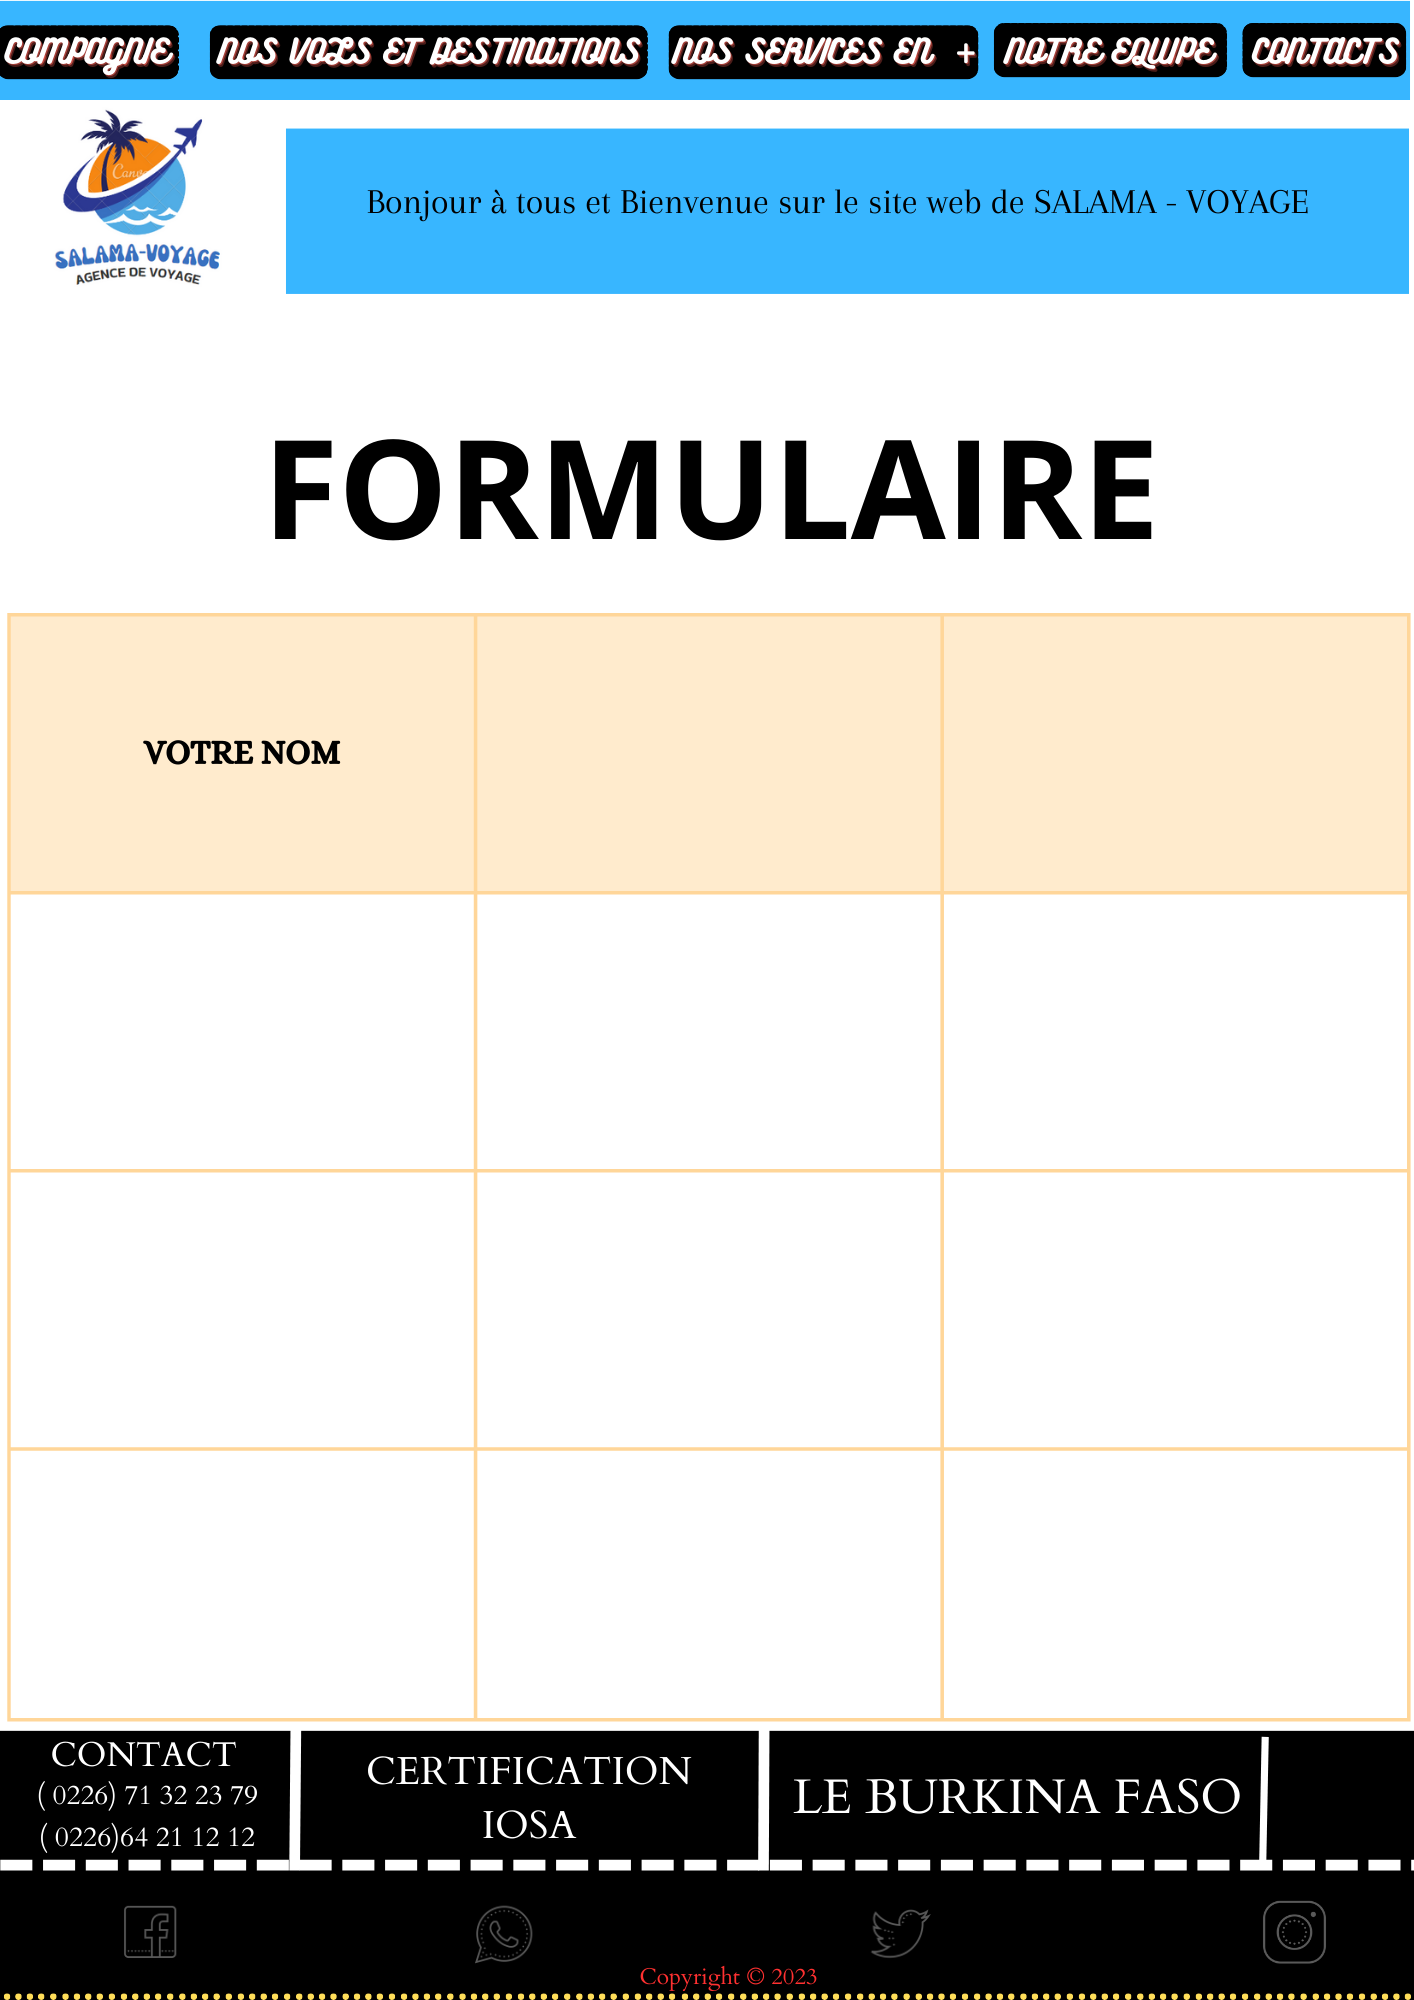 COMPAGNIE
NOS VOLS ET DESTINATIONS
NOS SERVICES EN +
NOTRE EQUIPE
CONTACTS
Canva
SALAMA-VOYAGE
AGENCE DE VOYAGE
Bonjour à tous et Bienvenue sur le site web de SALAMA - VOYAGE
FORMULAIRE
VOTRE NOM
CONTACT
( 0226) 71 32 23 79
( 0226)64 21 12 12
CERTIFICATION
IOSA
LE BURKINA FASO
Copyright © 2023